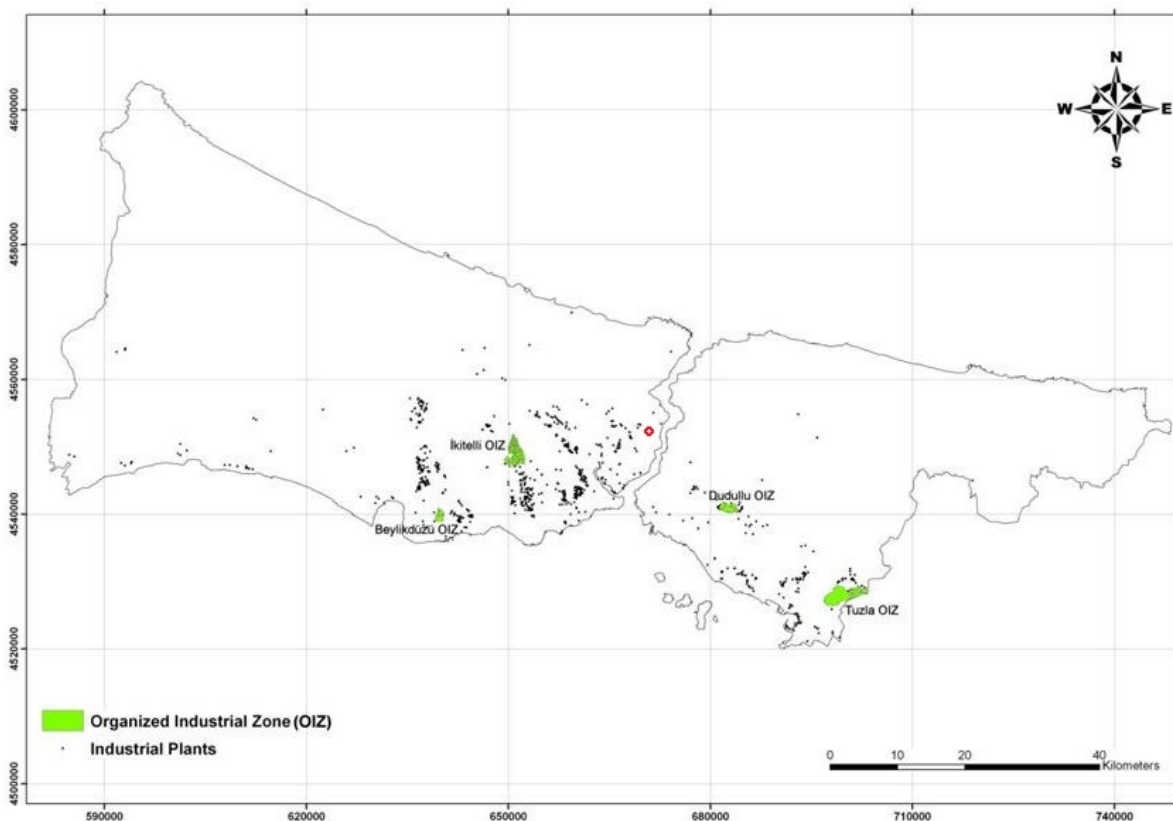 N
W E
S
4600000
4580000
4560000
4540000
4520000
4500000
İkitelli OIZ
Dudullu OIZ
Beylikdüzü OIZ
Tuzla OIZ
Organized Industrial Zone (OIZ)
Industrial Plants
0 10 20 40
Kilometers
590000 620000 650000 680000 710000 740000